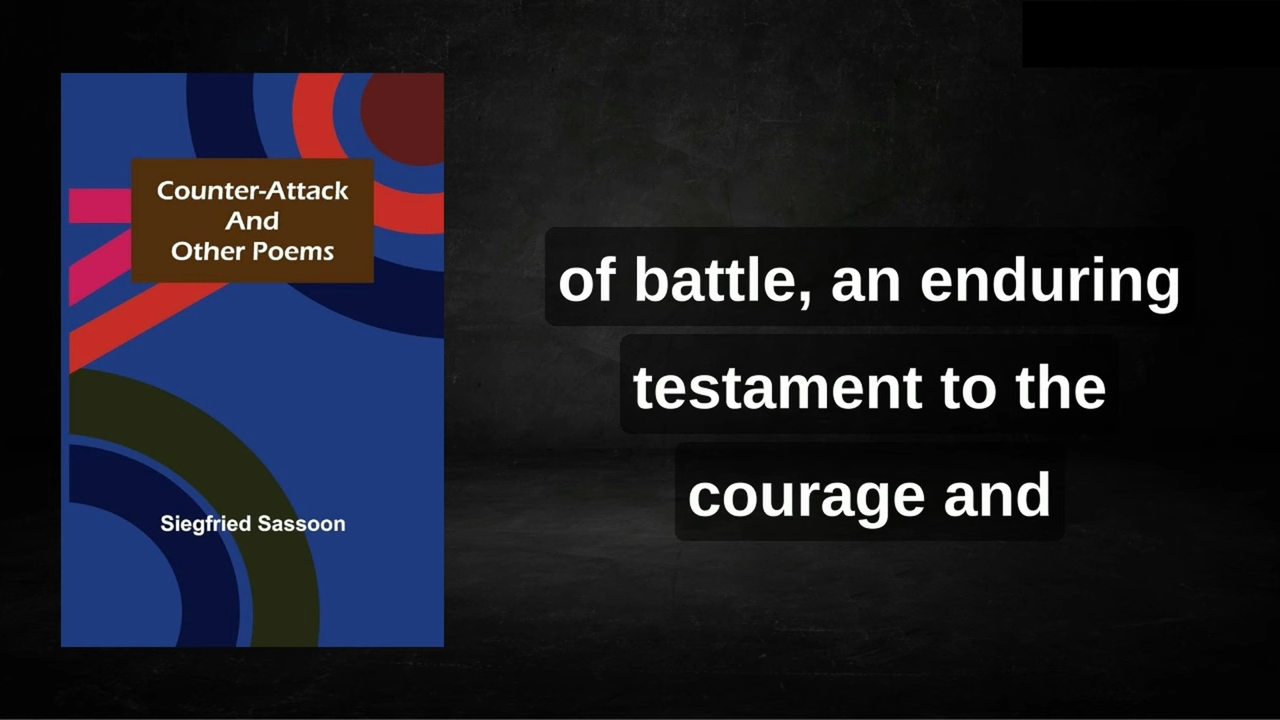 Counter-Attack
And
Other Poems
Siegfried Sassoon
of battle, an enduring
testament to the
courage and